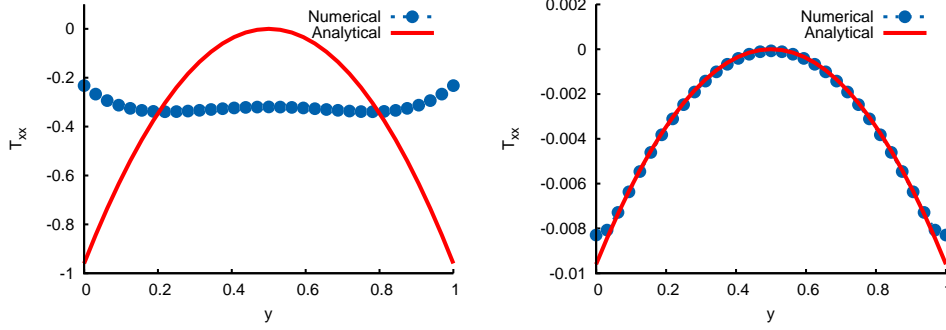 Numerical
Analytical
0
-0.2
-0.4
-0.6
-0.8
-1
T_xx
0 0.2 0.4 0.6 0.8 1
y
Numerical
Analytical
0.002
0
-0.002
-0.004
-0.006
-0.008
-0.01
T_xx
0 0.2 0.4 0.6 0.8 1
y